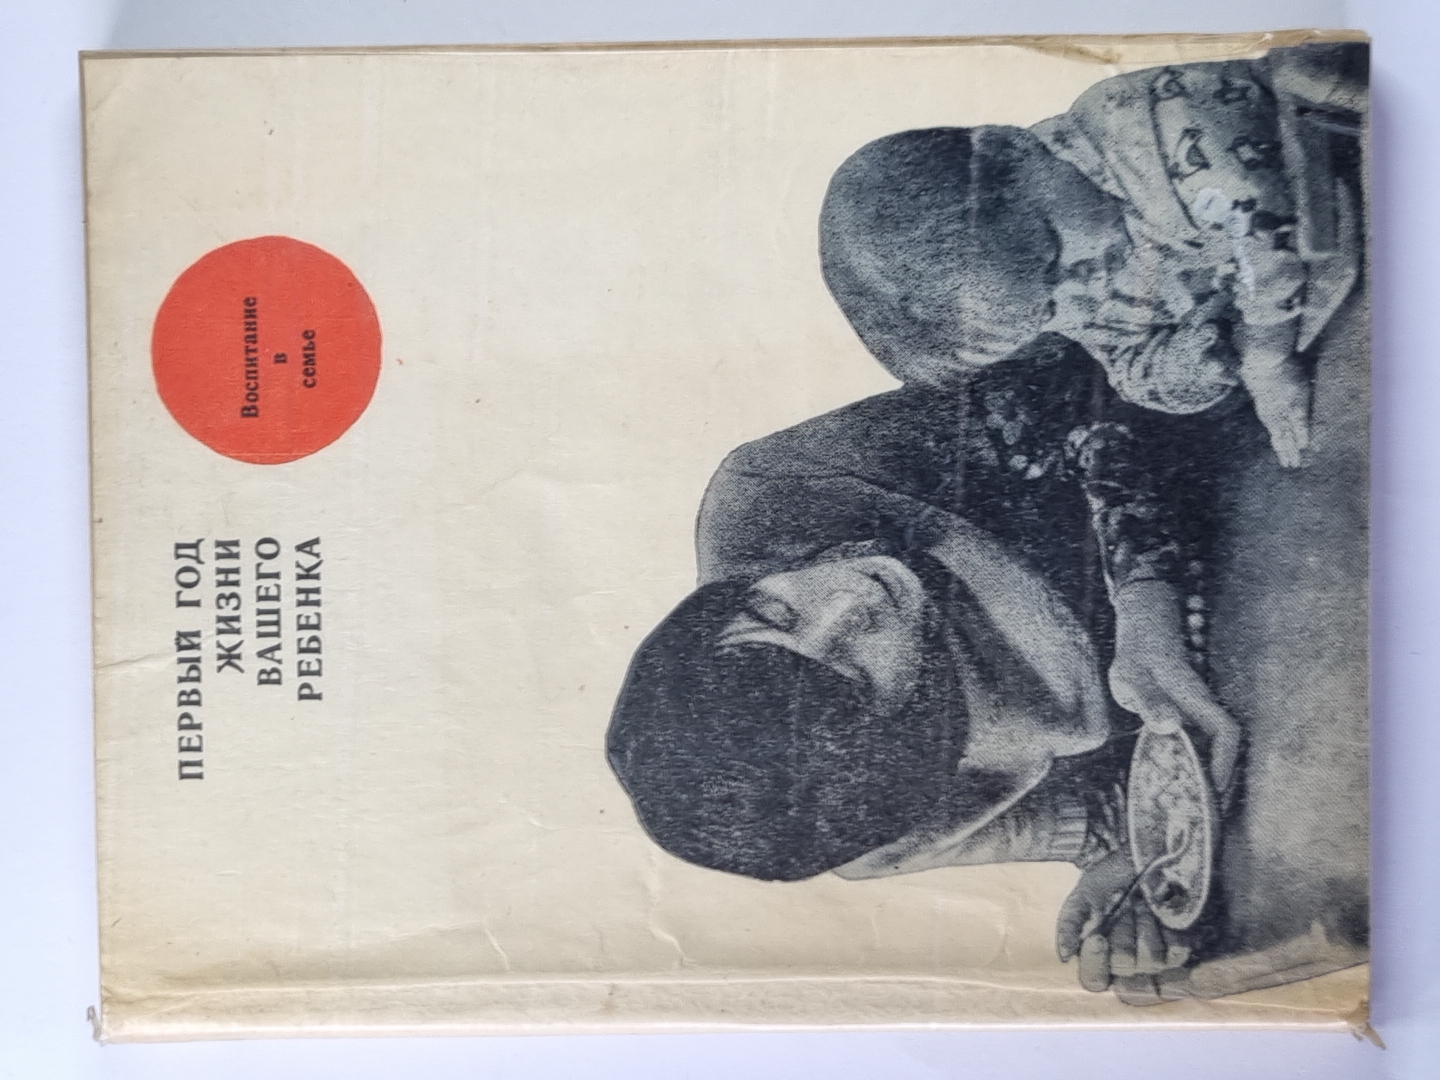 ПЕРВЫЙ ГОД
ЖИЗНИ
ВАШЕГО
РЕБЕНКА
Воспитание
в
семье